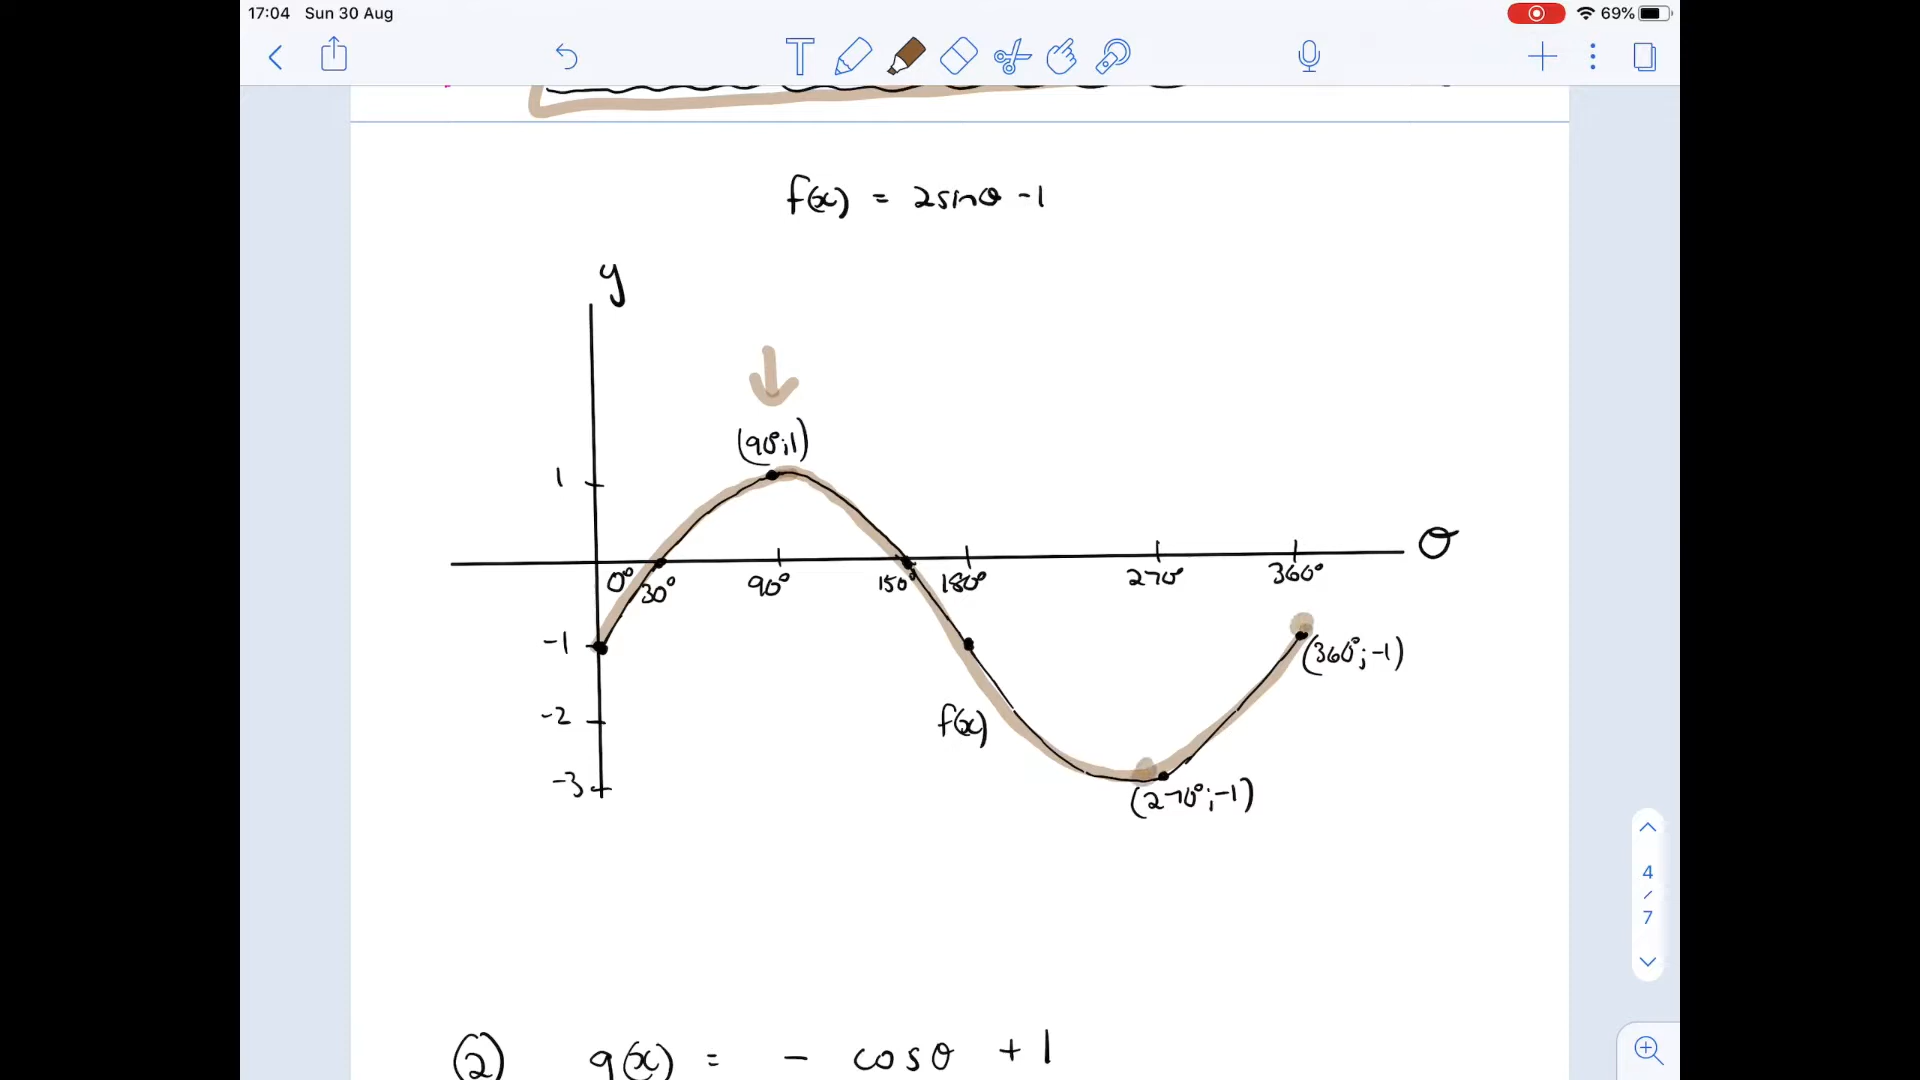 17:04 Sun 30 Aug
69%
T
f(x) = 2sinθ -1
y
(90°;1)
1
θ
0° 30° 90° 150° 180° 270° 360°
-1
(360°;-1)
-2
f(x)
-3
(270°;-1)
4
/
7
② g(x) = - cosθ + 1